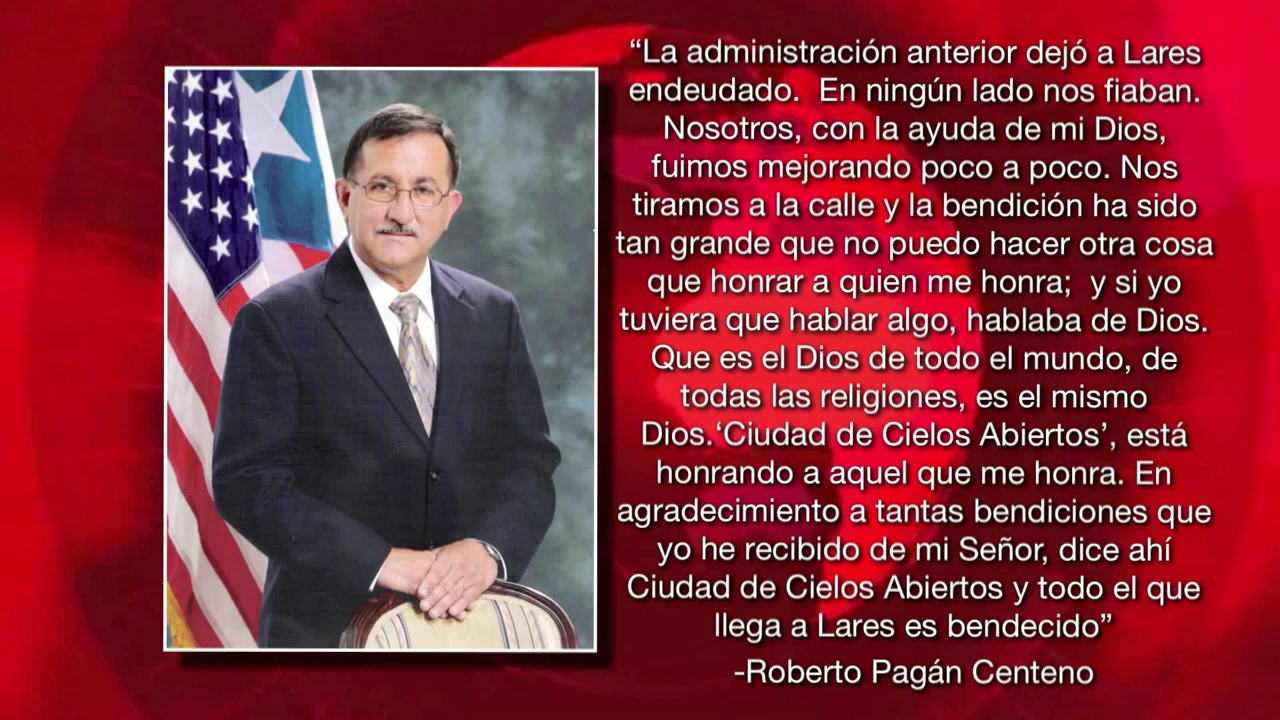 “La administración anterior dejó a Lares
endeudado.  En ningún lado nos fiaban.
Nosotros, con la ayuda de mi Dios,
fuimos mejorando poco a poco. Nos
tiramos a la calle y la bendición ha sido
tan grande que no puedo hacer otra cosa
que honrar a quien me honra;  y si yo
tuviera que hablar algo, hablaba de Dios.
Que es el Dios de todo el mundo, de
todas las religiones, es el mismo
Dios.‘Ciudad de Cielos Abiertos’, está
honrando a aquel que me honra. En
agradecimiento a tantas bendiciones que
yo he recibido de mi Señor, dice ahí
Ciudad de Cielos Abiertos y todo el que
llega a Lares es bendecido”
-Roberto Pagán Centeno